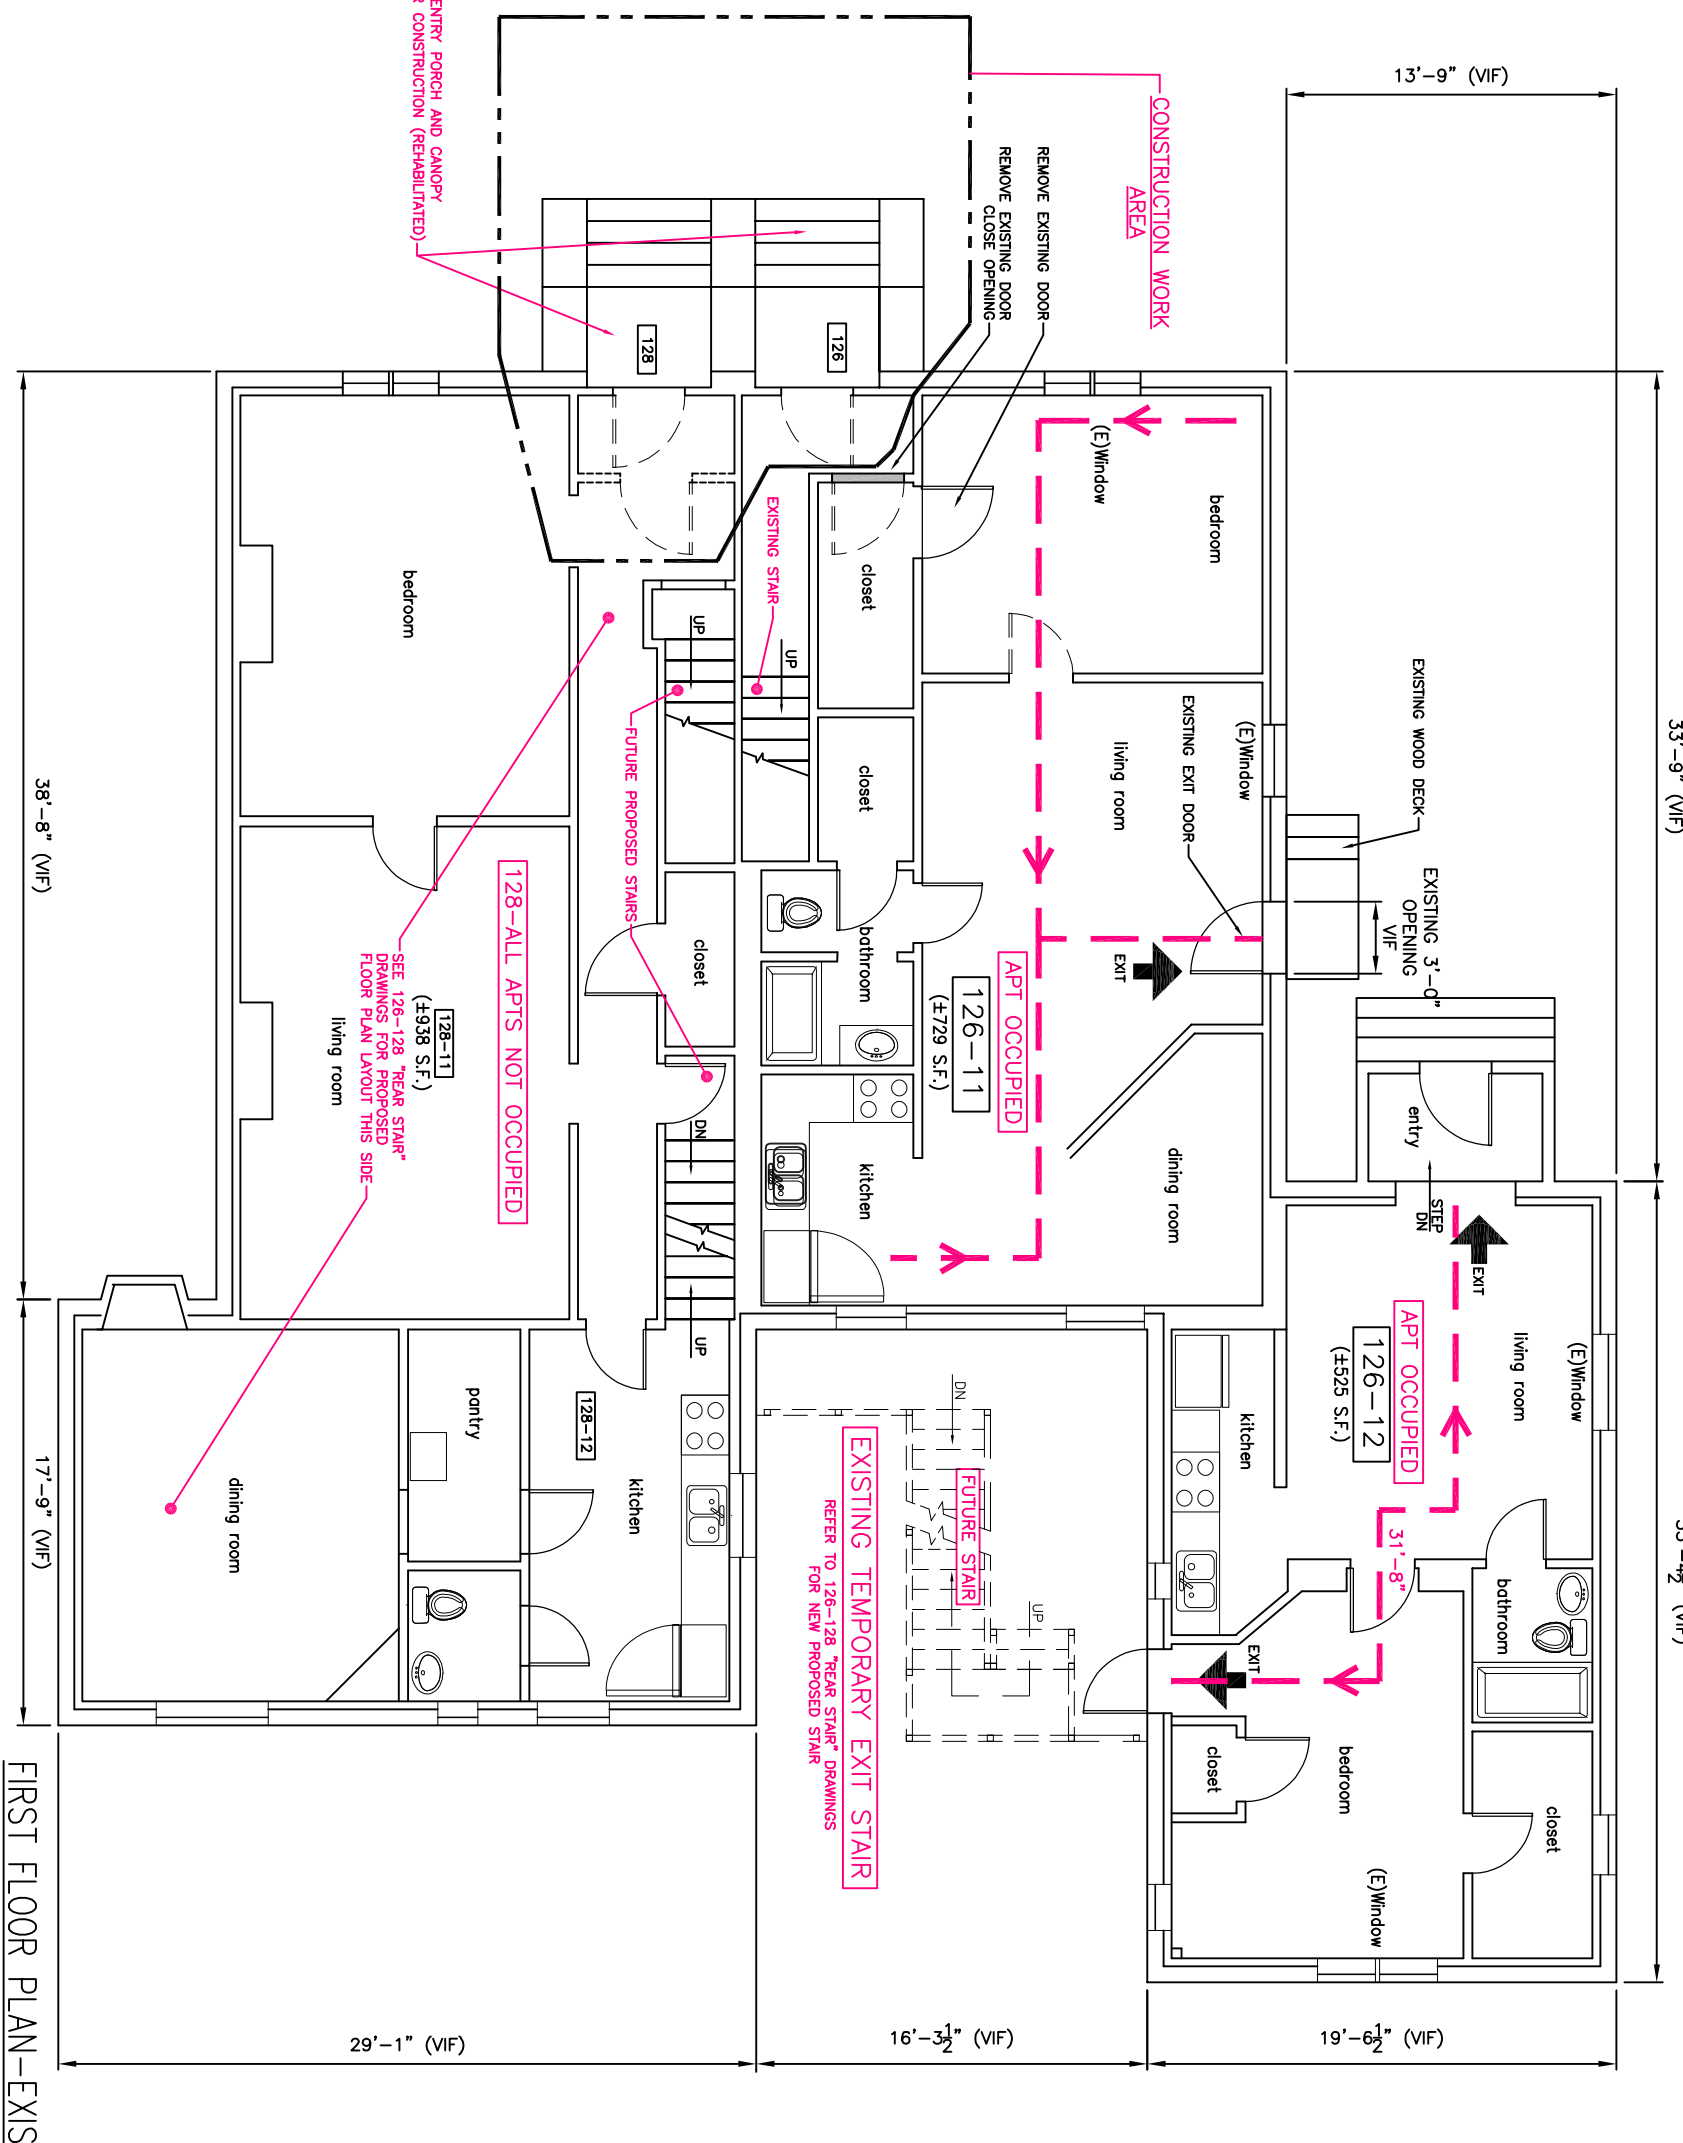 ENTRY PORCH AND CANOPY
CONSTRUCTION (REHABILITATED)
CONSTRUCTION WORK
AREA
REMOVE EXISTING DOOR
REMOVE EXISTING DOOR
CLOSE OPENING
13'-9" (VIF)
33'-9" (VIF)
(VIF)
128
126
(E)Window
bedroom
closet
EXISTING STAIR
UP
UP
bedroom
FUTURE PROPOSED STAIRS
closet
living room
(E)Window
EXISTING EXIT DOOR
EXISTING WOOD DECK
EXISTING 3'-0"
OPENING
VIF
EXIT
APT OCCUPIED
126-11
(±729 S.F.)
bathroom
closet
kitchen
dining room
entry
STEP
DN
EXIT
128-ALL APTS NOT OCCUPIED
128-11
(±938 S.F.)
living room
SEE 126-128 "REAR STAIR"
DRAWINGS FOR PROPOSED
FLOOR PLAN LAYOUT THIS SIDE
DN
UP
38'-8" (VIF)
17'-9" (VIF)
APT OCCUPIED
126-12
(±525 S.F.)
living room
(E)Window
kitchen
31'-8"
bathroom
EXIT
closet
bedroom
closet
(E)Window
DN
FUTURE STAIR
UP
EXISTING TEMPORARY EXIT STAIR
REFER TO 126-128 "REAR STAIR" DRAWINGS
FOR NEW PROPOSED STAIR
pantry
128-12
kitchen
dining room
29'-1" (VIF)
16'-3½" (VIF)
19'-6½" (VIF)
FIRST FLOOR PLAN-EXIS